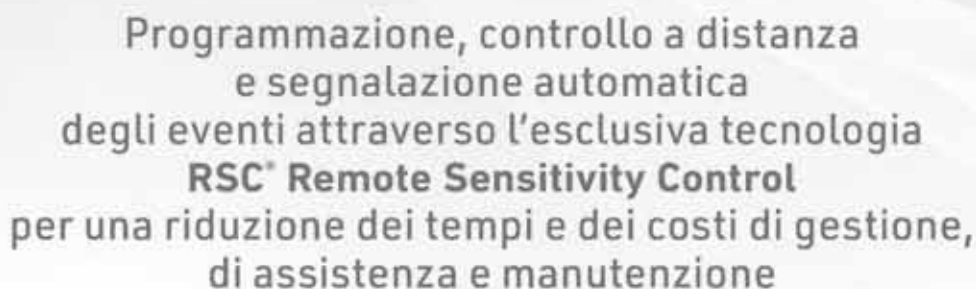 Programmazione, controllo a distanza
e segnalazione automatica
degli eventi attraverso l'esclusiva tecnologia
RSC® Remote Sensitivity Control
per una riduzione dei tempi e dei costi di gestione,
di assistenza e manutenzione